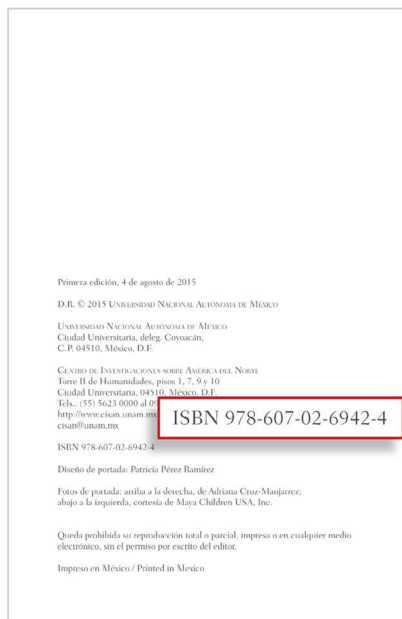 Primera edición, 4 de agosto de 2015
D.R. © 2015 Universidad Nacional Autónoma de México
Universidad Nacional Autónoma de México
Ciudad Universitaria, deleg. Coyoacán,
C.P. 04510, México, D.F.
Centro de Investigaciones sobre América del Norte
Torre II de Humanidades, pisos 1, 7, 9 y 10
Ciudad Universitaria, 04510, México, D.F.
Tels.: (55) 5623 0000 al
http://www.cisan.unam.mx
cisan@unam.mx
ISBN 978-607-02-6942-4
ISBN 978-607-02-6942-4
Diseño de portada: Patricia Pérez Ramírez
Fotos de portada: arriba a la derecha, de Adriana Cruz-Manjarrez;
abajo a la izquierda, cortesía de Maya Children USA, Inc.
Queda prohibida su reproducción total o parcial, impresa o en cualquier medio
electrónico, sin el permiso por escrito del editor.
Impreso en México / Printed in Mexico